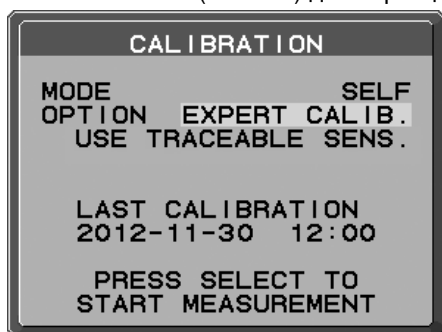 CALIBRATION
MODE SELF
OPTION EXPERT CALIB.
USE TRACEABLE SENS.
LAST CALIBRATION
2012-11-30 12:00
PRESS SELECT TO
START MEASUREMENT